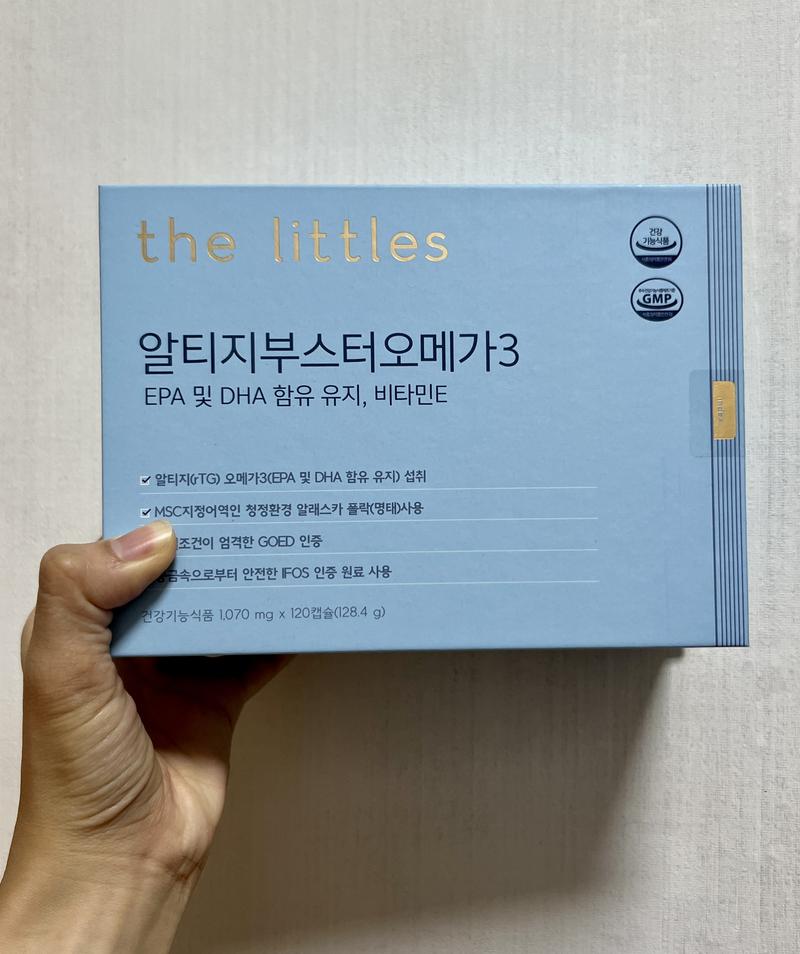 the littles
건강
기능식품
GMP
알티지부스터오메가3
EPA 및 DHA 함유 유지, 비타민E
알티지(rTG) 오메가3(EPA 및 DHA 함유 유지) 섭취
MSC지정어역인 청정환경 알래스카 폴락(명태)사용
조건이 엄격한 GOED 인증
중금속으로부터 안전한 IFOS 인증 원료 사용
건강기능식품 1,070 mg x 120캡슐(128.4 g)